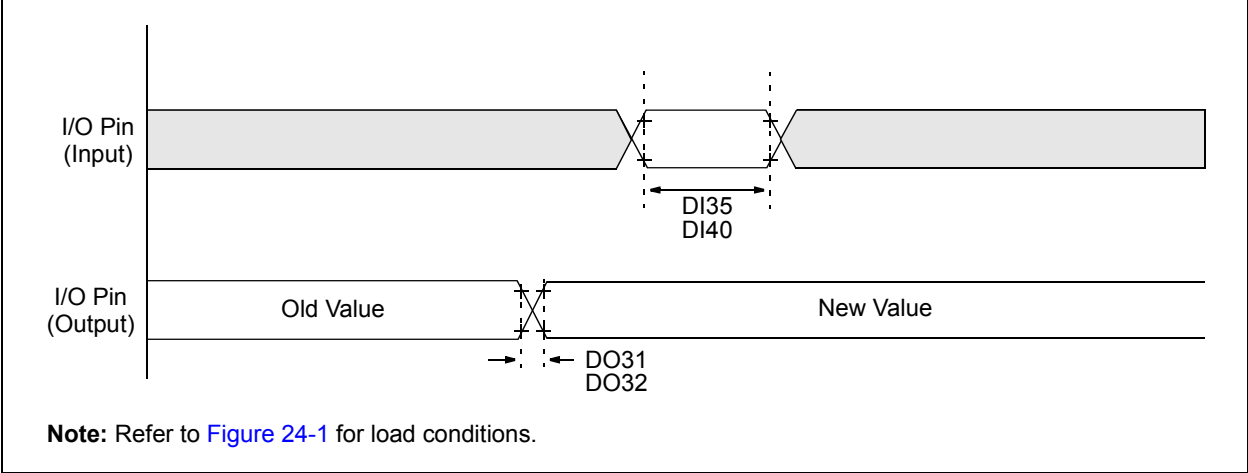 I/O Pin
(Input)
DI35
DI40
I/O Pin
(Output)
Old Value
New Value
DO31
DO32
Note: Refer to Figure 24-1 for load conditions.